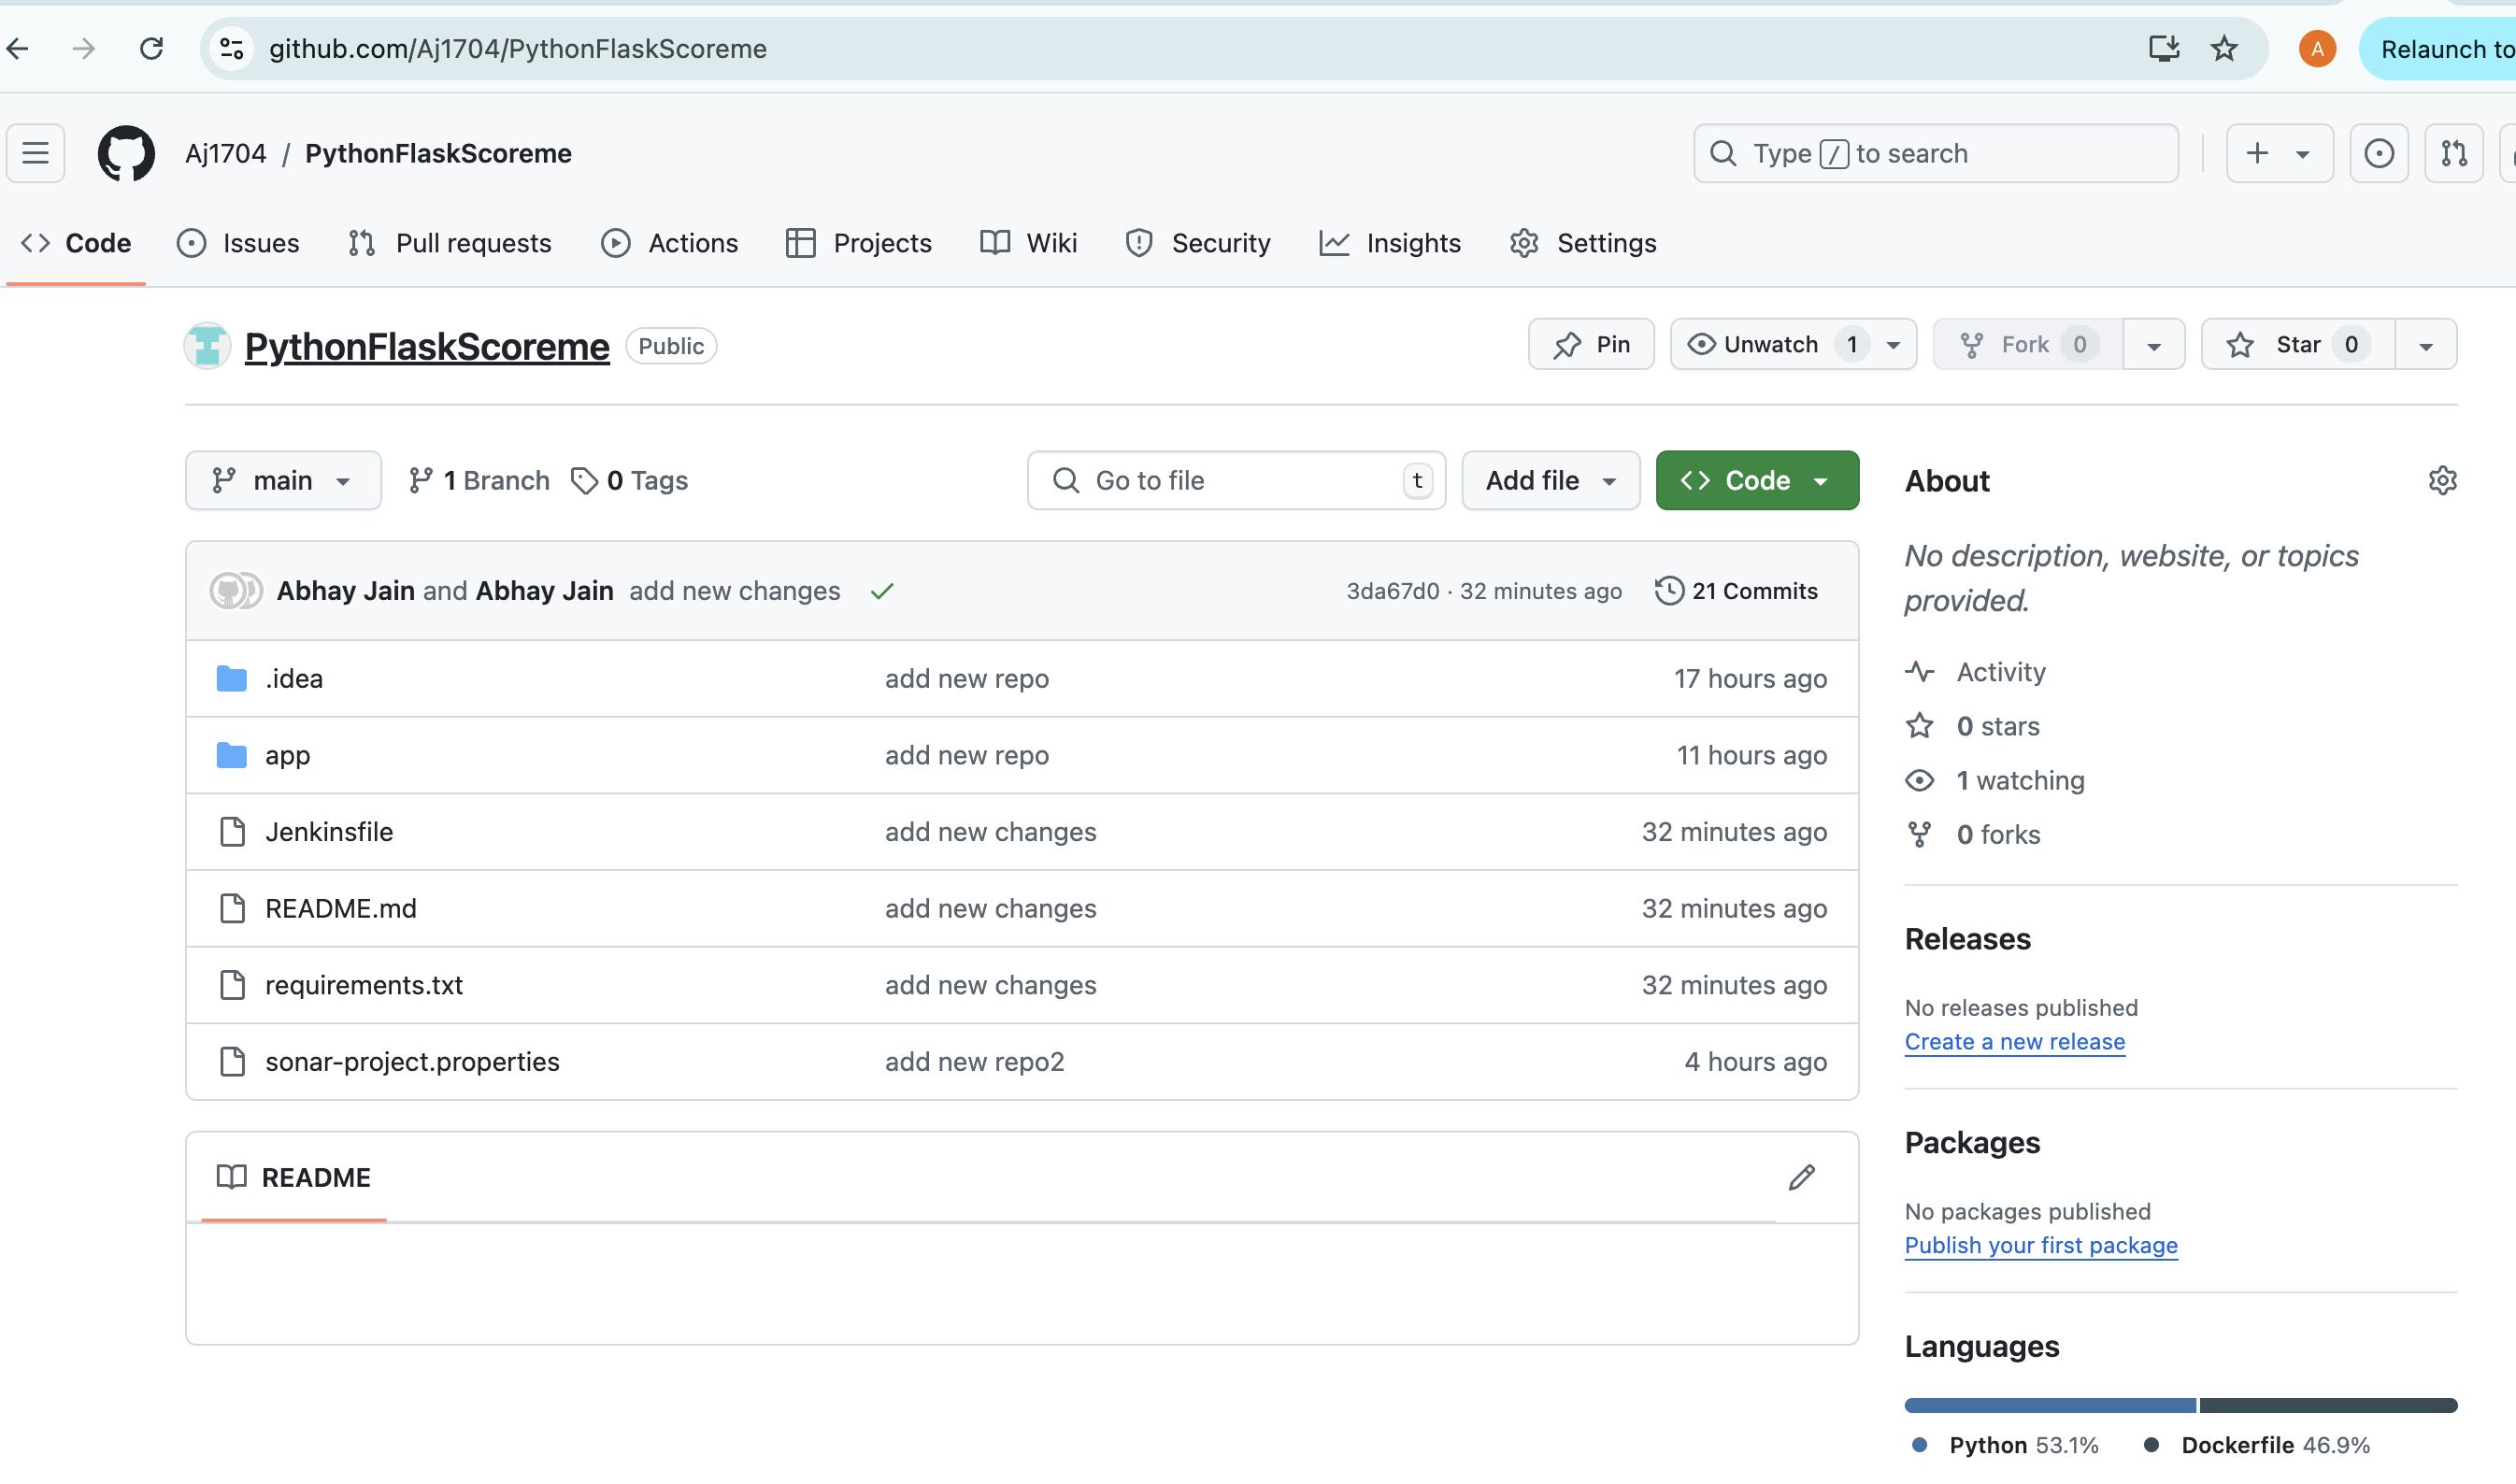 github.com/Aj1704/PythonFlaskScoreme
A
Relaunch to
Aj1704 / PythonFlaskScoreme
Type / to search
Code
Issues
Pull requests
Actions
Projects
Wiki
Security
Insights
Settings
PythonFlaskScoreme
Public
Pin
Unwatch 1
Fork 0
Star 0
main
1 Branch
0 Tags
Go to file
t
Add file
Code
Abhay Jain and Abhay Jain add new changes
3da67d0 · 32 minutes ago
21 Commits
.idea
add new repo
17 hours ago
app
add new repo
11 hours ago
Jenkinsfile
add new changes
32 minutes ago
README.md
add new changes
32 minutes ago
requirements.txt
add new changes
32 minutes ago
sonar-project.properties
add new repo2
4 hours ago
README
About
No description, website, or topics
provided.
Activity
0 stars
1 watching
0 forks
Releases
No releases published
Create a new release
Packages
No packages published
Publish your first package
Languages
Python 53.1%
Dockerfile 46.9%